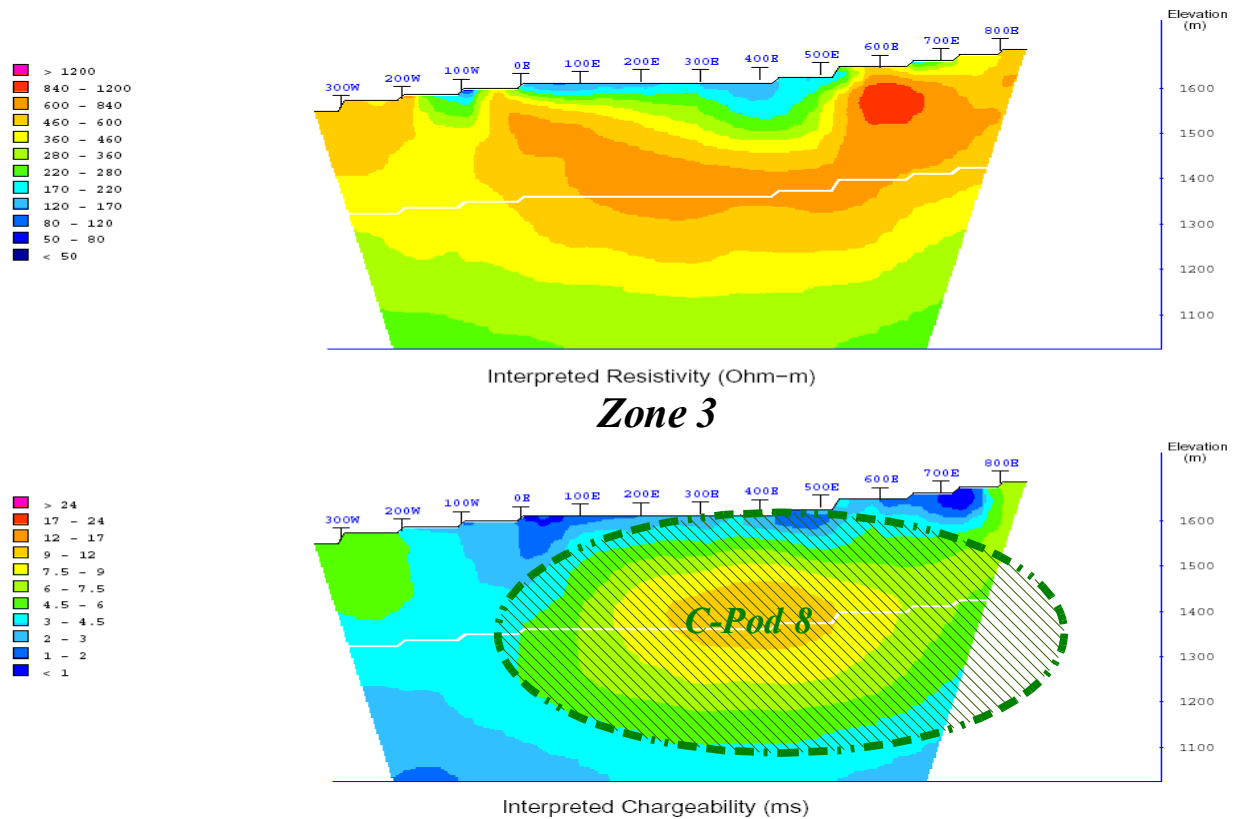 Elevation
(m)
800E
700E
600E
500E
400E
300E
200E
100E
0E
100W
200W
300W
> 1200
840 - 1200
600 - 840
460 - 600
360 - 460
280 - 360
220 - 280
170 - 220
120 - 170
80 - 120
50 - 80
< 50
1600
1500
1400
1300
1200
1100
Interpreted Resistivity (Ohm-m)
Zone 3
Elevation
(m)
800E
700E
600E
500E
400E
300E
200E
100E
0E
100W
200W
300W
> 24
17 - 24
12 - 17
9 - 12
7.5 - 9
6 - 7.5
4.5 - 6
3 - 4.5
2 - 3
1 - 2
< 1
1600
1500
1400
1300
1200
1100
C-Pod 8
Interpreted Chargeability (ms)